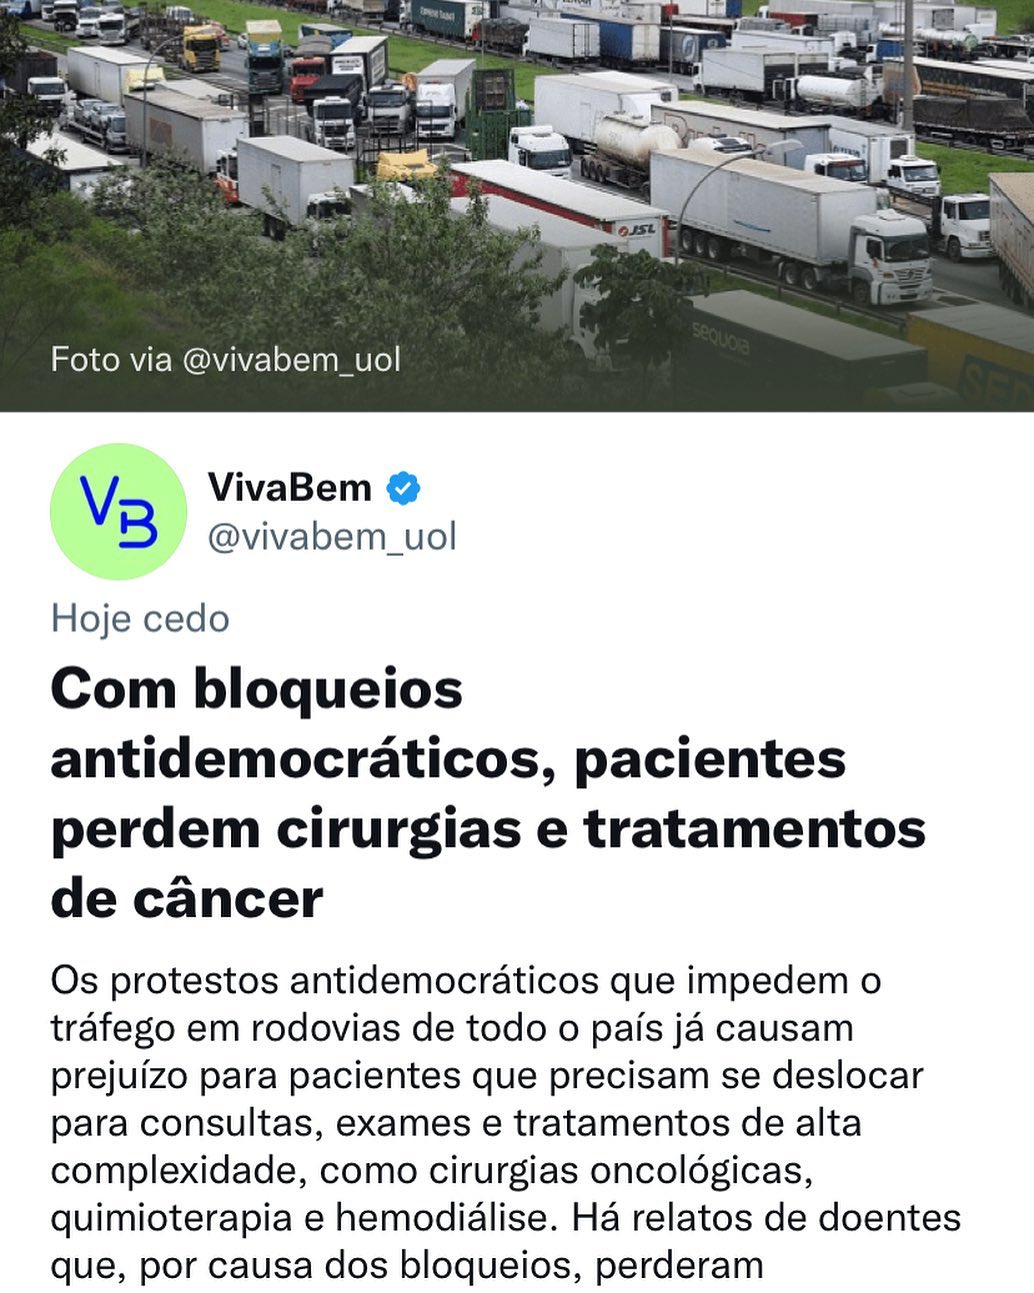 JSL
sequoia
Foto via @vivabem_uol
VB
VivaBem
@vivabem_uol
Hoje cedo
Com bloqueios
antidemocráticos, pacientes
perdem cirurgias e tratamentos
de câncer
Os protestos antidemocráticos que impedem o
tráfego em rodovias de todo o país já causam
prejuízo para pacientes que precisam se deslocar
para consultas, exames e tratamentos de alta
complexidade, como cirurgias oncológicas,
quimioterapia e hemodiálise. Há relatos de doentes
que, por causa dos bloqueios, perderam